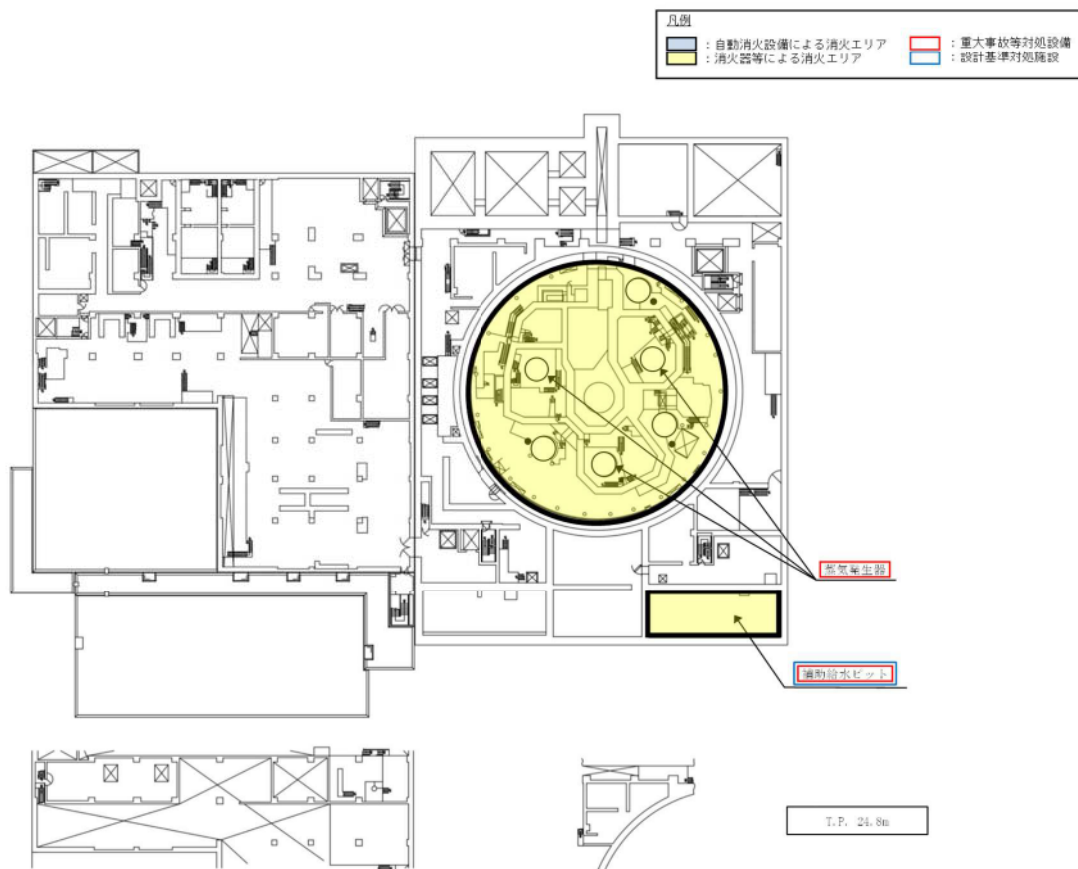 凡例
：自動消火設備による消火エリア
：重大事故等対処設備
：消火器等による消火エリア
：設計基準対処施設
蒸気発生器
補助給水ピット
T.P. 24.8m